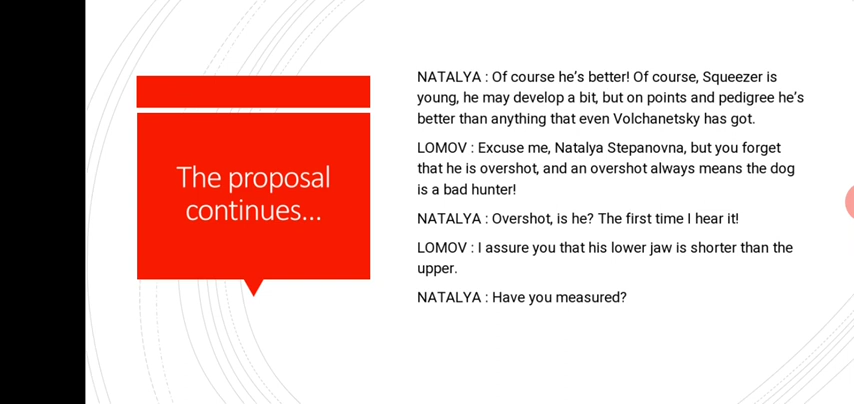 The proposal
continues...
NATALYA : Of course he's better! Of course, Squeezer is
young, he may develop a bit, but on points and pedigree he's
better than anything that even Volchanetsky has got.
LOMOV : Excuse me, Natalya Stepanovna, but you forget
that he is overshot, and an overshot always means the dog
is a bad hunter!
NATALYA : Overshot, is he? The first time I hear it!
LOMOV : I assure you that his lower jaw is shorter than the
upper.
NATALYA : Have you measured?